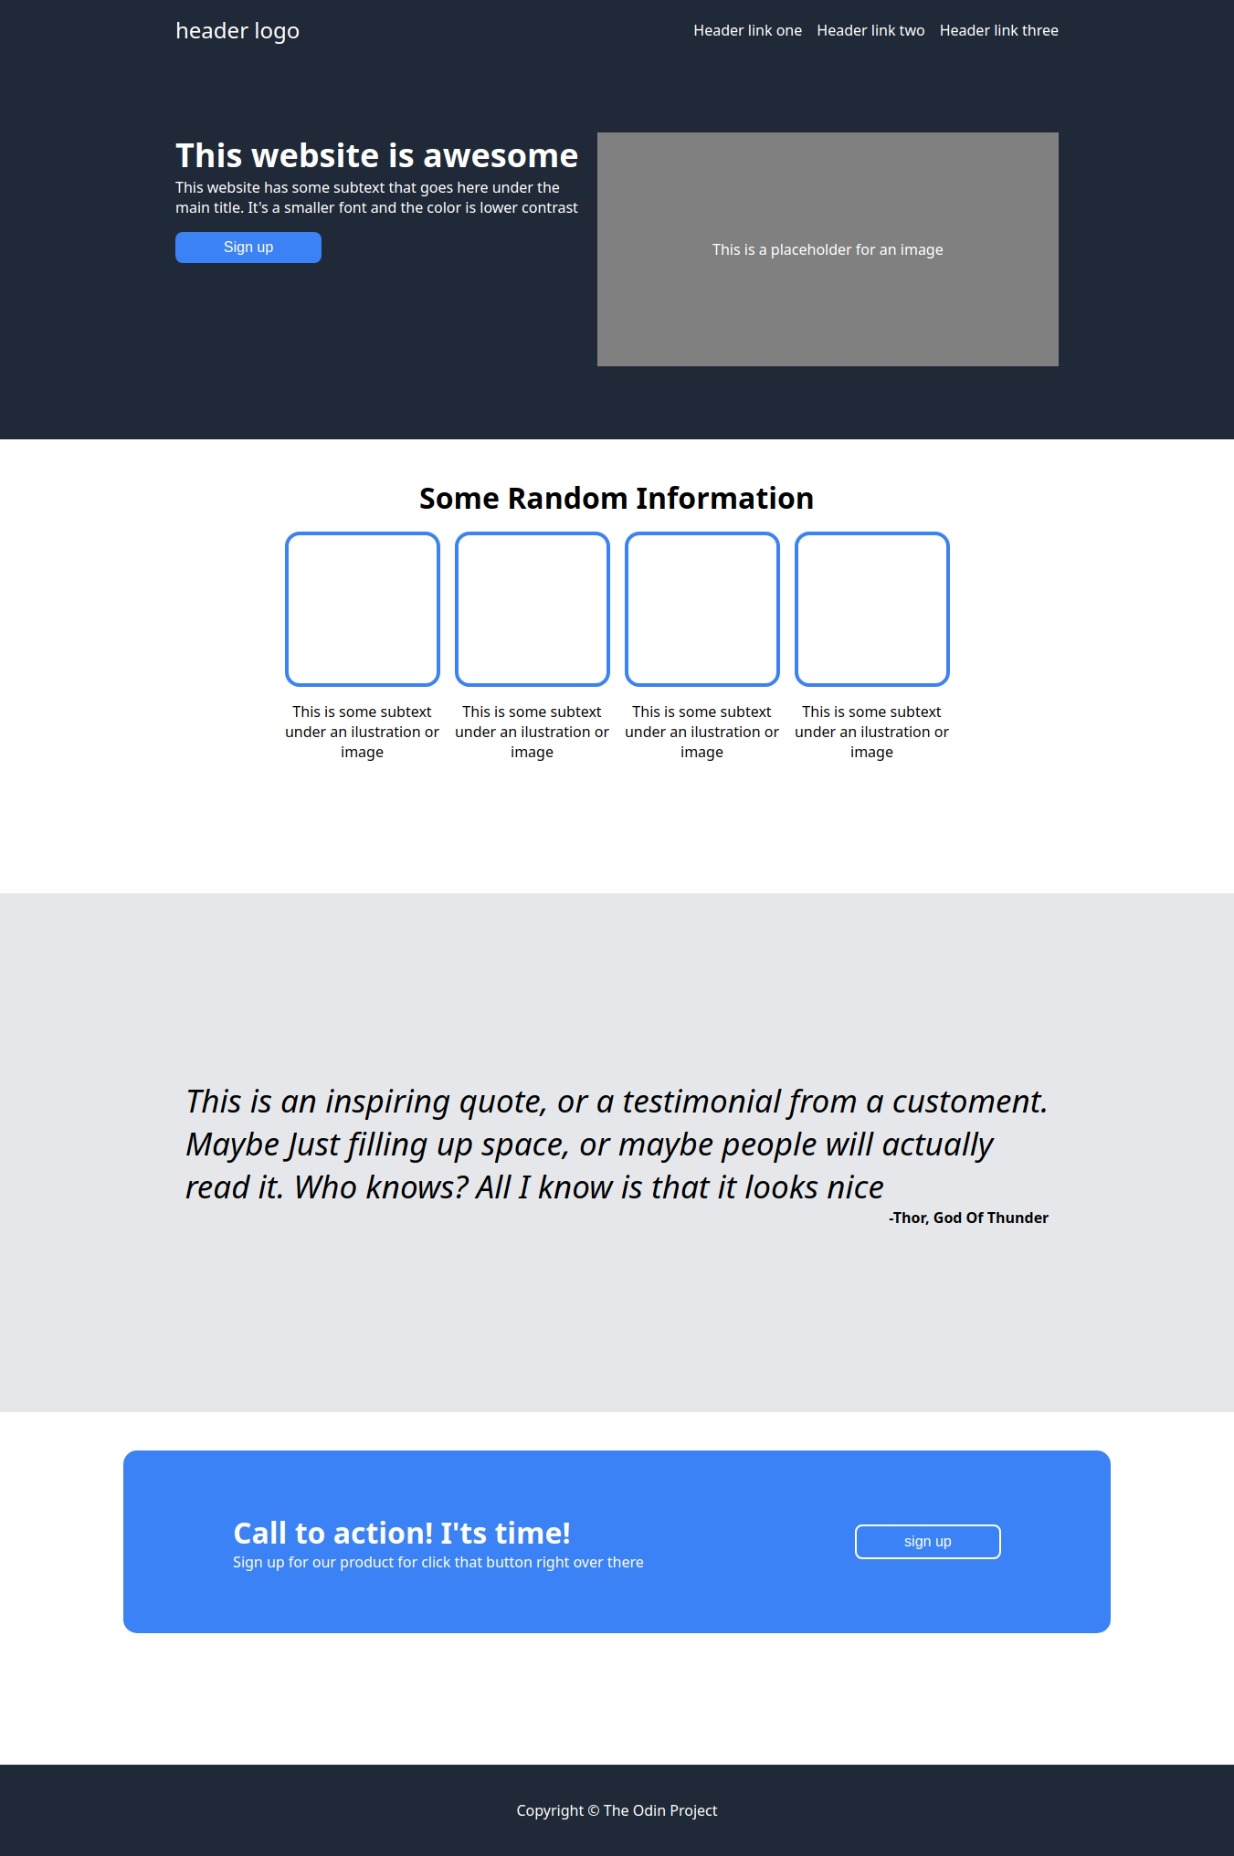 header logo
Header link one Header link two Header link three
This website is awesome
This website has some subtext that goes here under the
main title. It's a smaller font and the color is lower contrast
Sign up
This is a placeholder for an image
Some Random Information
This is some subtext
under an ilustration or
image
This is some subtext
under an ilustration or
image
This is some subtext
under an ilustration or
image
This is some subtext
under an ilustration or
image
This is an inspiring quote, or a testimonial from a customent.
Maybe Just filling up space, or maybe people will actually
read it. Who knows? All I know is that it looks nice
-Thor, God Of Thunder
Call to action! I'ts time!
Sign up for our product for click that button right over there
sign up
Copyright © The Odin Project